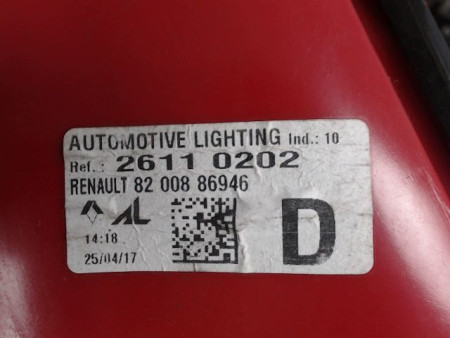 AUTOMOTIVE LIGHTING Ind.: 10
Ref.: 2611 0202
RENAULT 82 008 86946
AL
14:18
25/04/17
D